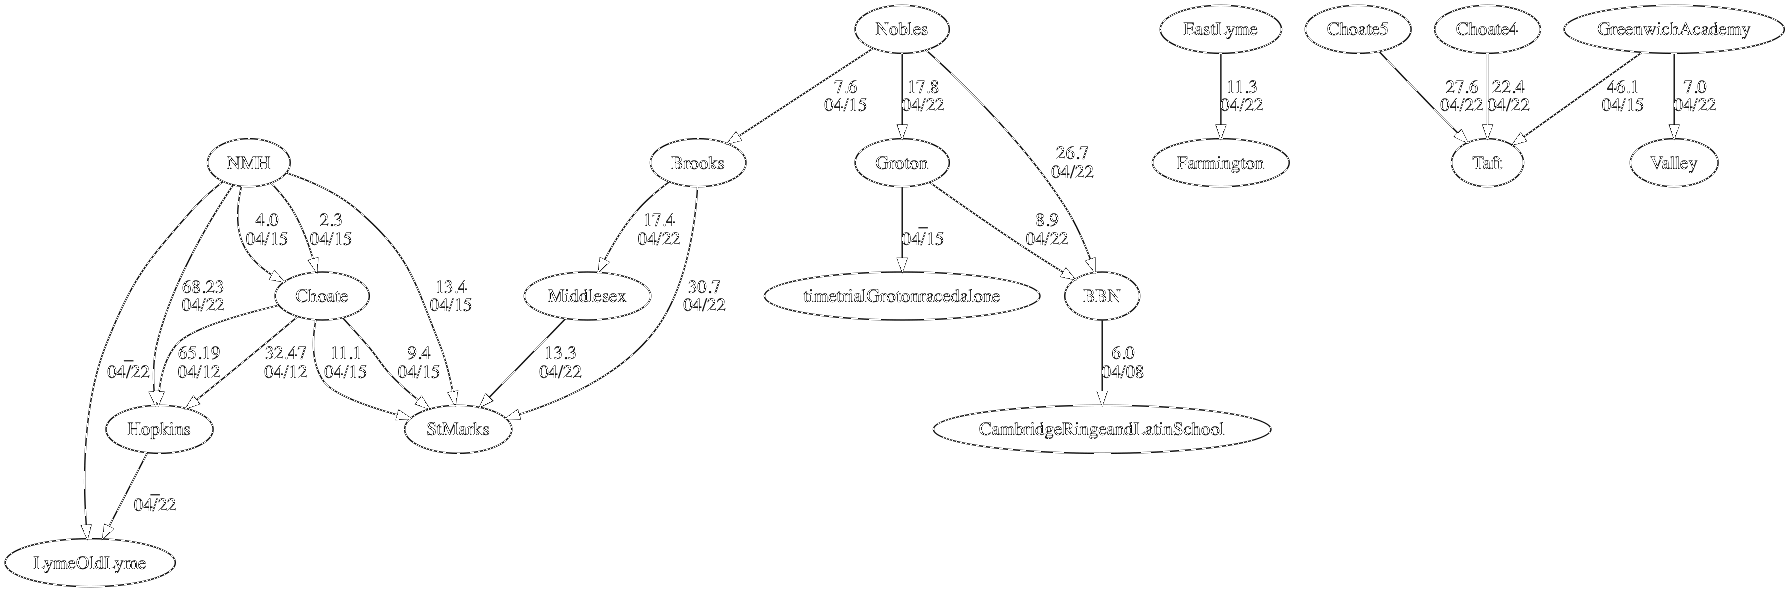 Nobles
EastLyme
Choate5
Choate4
GreenwichAcademy
7.6
04/15
17.8
04/22
11.3
04/22
27.6
04/22
22.4
04/22
46.1
04/15
7.0
04/22
NMH
Brooks
Groton
26.7
04/22
Farmington
Taft
Valley
4.0
04/15
2.3
04/15
17.4
04/22
_
04/15
8.9
04/22
68.23
04/22
Choate
13.4
04/15
Middlesex
30.7
04/22
timetrialGrotonracedalone
BBN
_
04/22
65.19
04/12
32.47
04/12
11.1
04/15
9.4
04/15
13.3
04/22
6.0
04/08
Hopkins
StMarks
CambridgeRingeandLatinSchool
_
04/22
LymeOldLyme